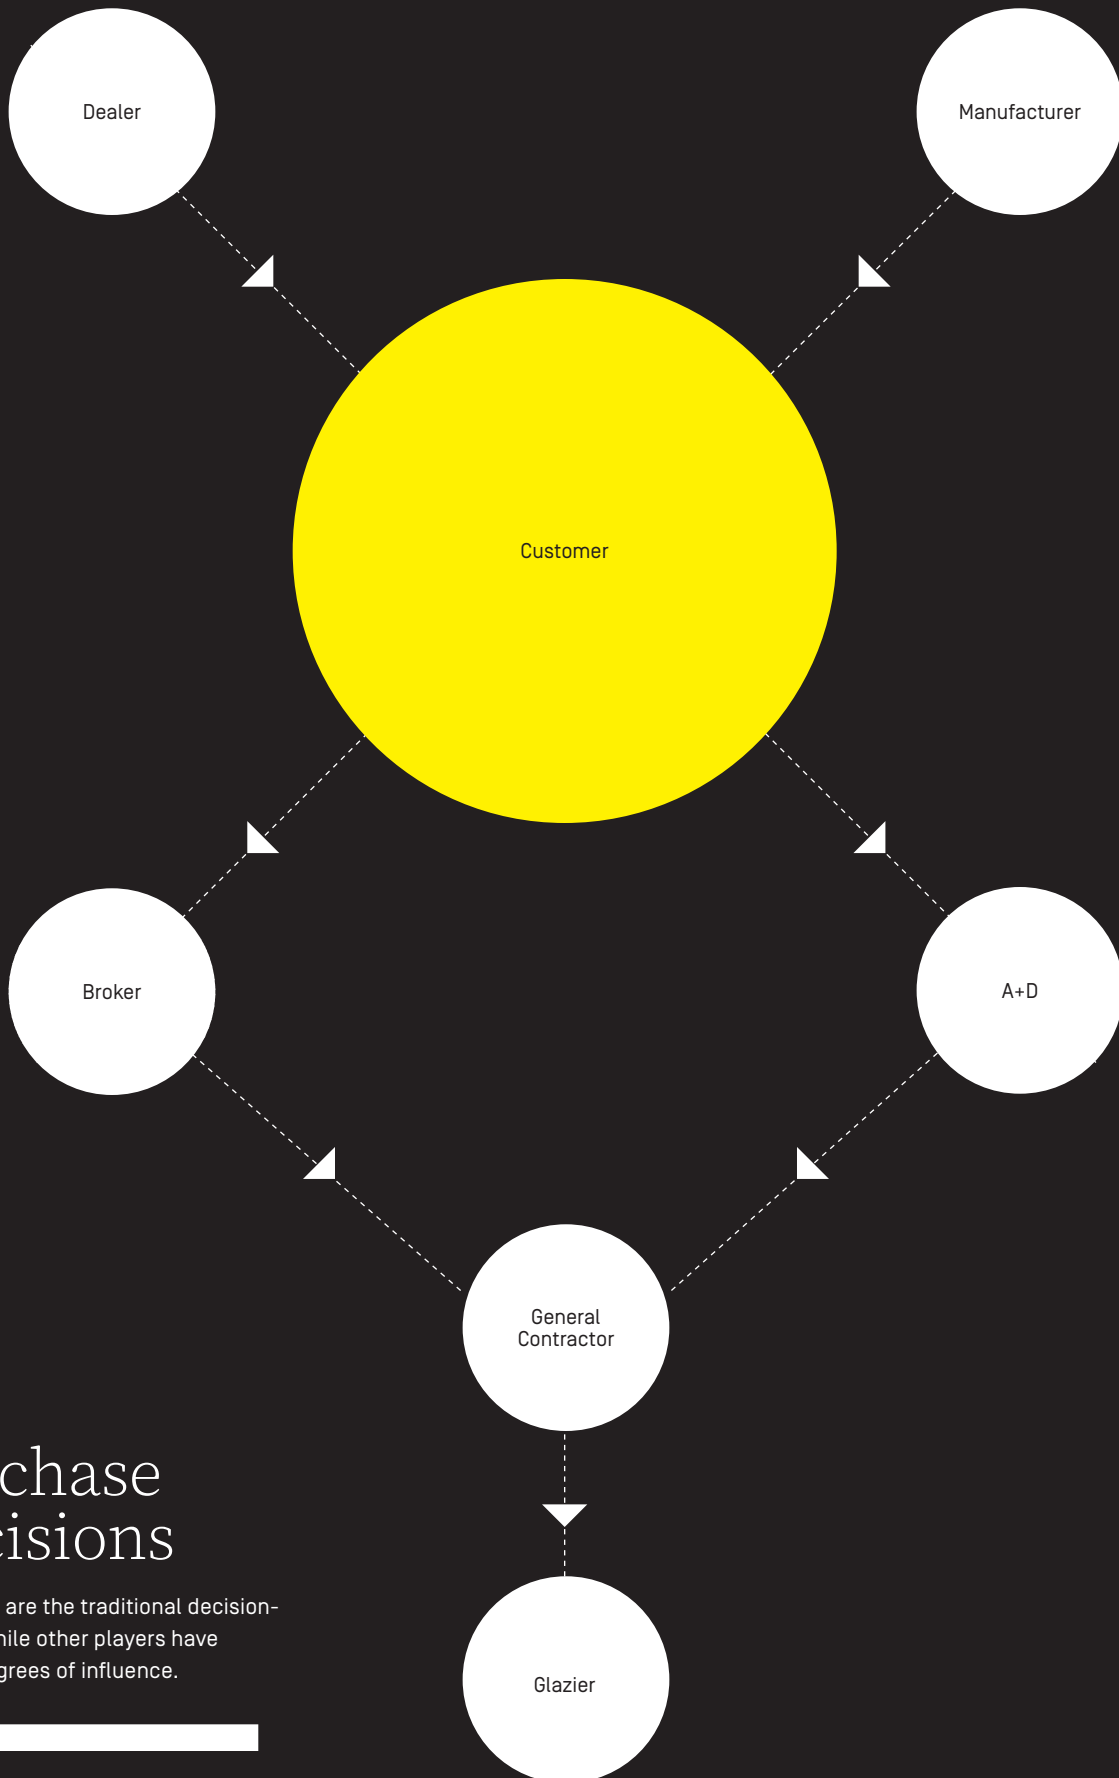 Dealer
Manufacturer
Customer
Broker
A+D
General
Contractor
chase
cisions
are the traditional decision-
hile other players have
grees of influence.
Glazier